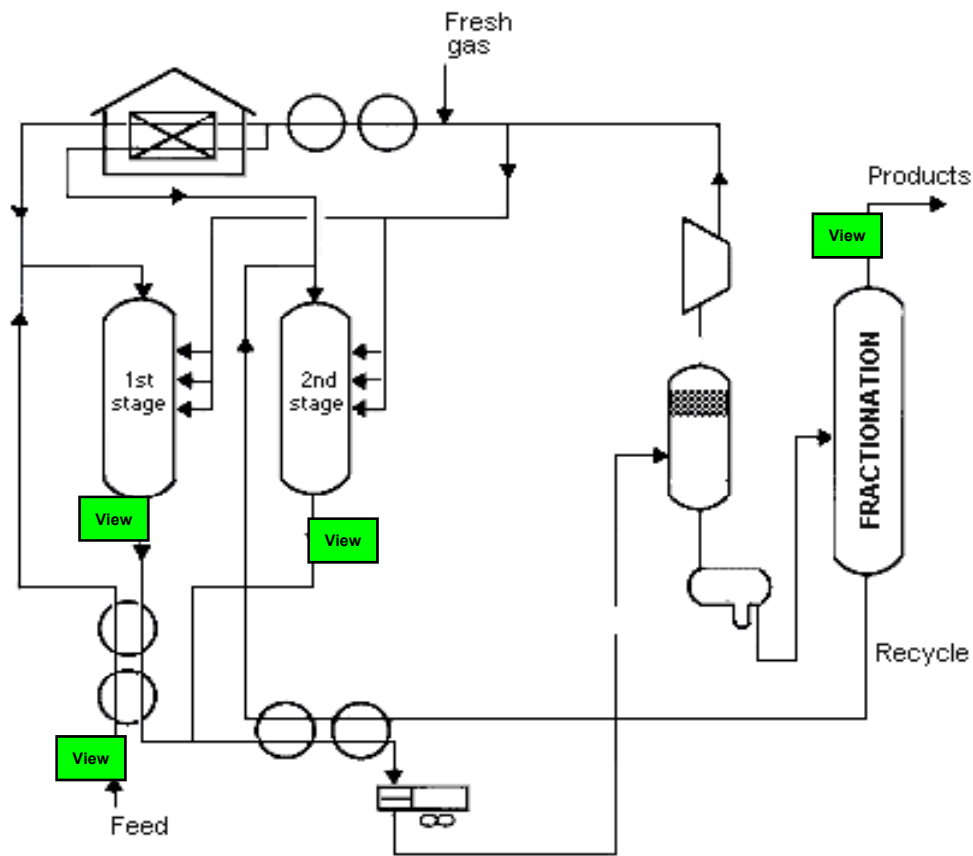 Fresh
gas
Products
View
1st
stage
2nd
stage
FRACTIONATION
View
View
Recycle
View
Feed